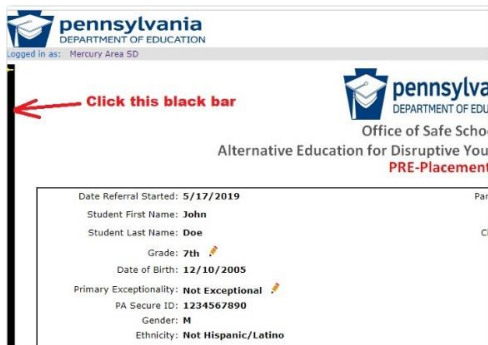 pennsylvania
DEPARTMENT OF EDUCATION
Logged in as: Mercury Area SD
Click this black bar
pennsylva
DEPARTMENT OF EDU
Office of Safe Schoo
Alternative Education for Disruptive You
PRE-Placement
Date Referral Started: 5/17/2019
Par
Student First Name: John
Student Last Name: Doe
Cl
Grade: 7th
Date of Birth: 12/10/2005
Primary Exceptionality: Not Exceptional
PA Secure ID: 1234567890
Gender: M
Ethnicity: Not Hispanic/Latino